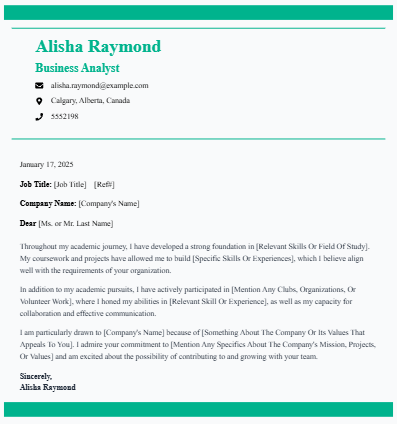 Alisha Raymond
Business Analyst
alisha.raymond@example.com
Calgary, Alberta, Canada
5552198
January 17, 2025
Job Title: [Job Title] [Ref#]
Company Name: [Company's Name]
Dear [Ms. or Mr. Last Name]
Throughout my academic journey, I have developed a strong foundation in [Relevant Skills Or Field Of Study].
My coursework and projects have allowed me to build [Specific Skills Or Experiences], which I believe align
well with the requirements of your organization.
In addition to my academic pursuits, I have actively participated in [Mention Any Clubs, Organizations, Or
Volunteer Work], where I honed my abilities in [Relevant Skill Or Experience], as well as my capacity for
collaboration and effective communication.
I am particularly drawn to [Company's Name] because of [Something About The Company Or Its Values That
Appeals To You]. I admire your commitment to [Mention Any Specifics About The Company's Mission, Projects,
Or Values] and am excited about the possibility of contributing to and growing with your team.
Sincerely,
Alisha Raymond